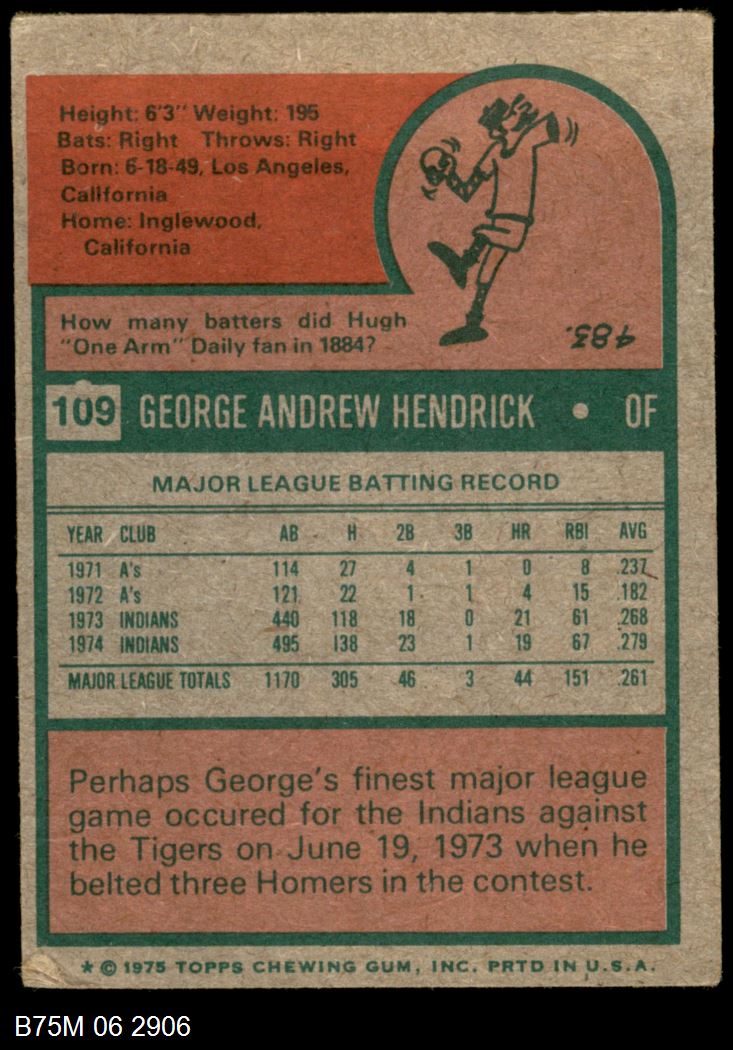 Height: 6'3" Weight: 195
Bats: Right Throws: Right
Born: 6-18-49, Los Angeles,
California
Home: Inglewood,
California
How many batters did Hugh
"One Arm" Daily fan in 1884?
483.
109 GEORGE ANDREW HENDRICK • OF
MAJOR LEAGUE BATTING RECORD
YEAR CLUB AB H 2B 3B HR RBI AVG
1971 A's 114 27 4 1 0 8 .237
1972 A's 121 22 1 1 4 15 .182
1973 INDIANS 440 118 18 0 21 61 .268
1974 INDIANS 495 138 23 1 19 67 .279
MAJOR LEAGUE TOTALS 1170 305 46 3 44 151 .261
Perhaps George's finest major league
game occured for the Indians against
the Tigers on June 19, 1973 when he
belted three Homers in the contest.
* © 1975 TOPPS CHEWING GUM, INC. PRTD IN U.S.A.
B75M 06 2906